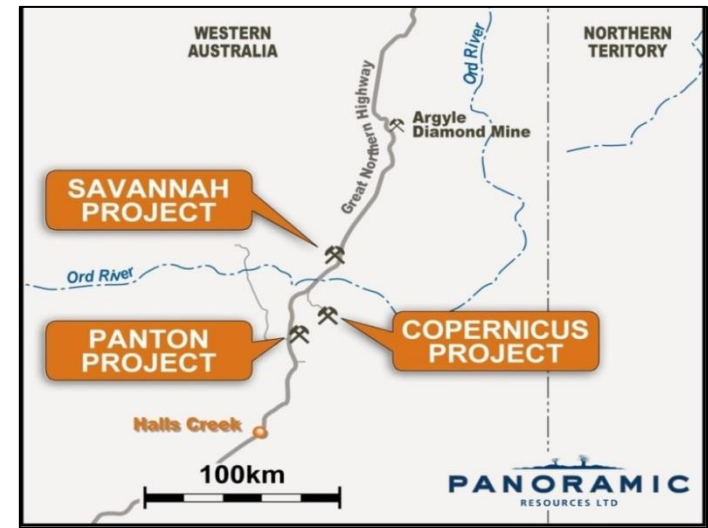 WESTERN
AUSTRALIA
NORTHERN
TERITORY
Ord River
Great Northern Highway
Argyle
Diamond Mine
SAVANNAH
PROJECT
Ord River
PANTON
PROJECT
COPERNICUS
PROJECT
Halls Creek
100km
PANORAMIC
RESOURCES LTD